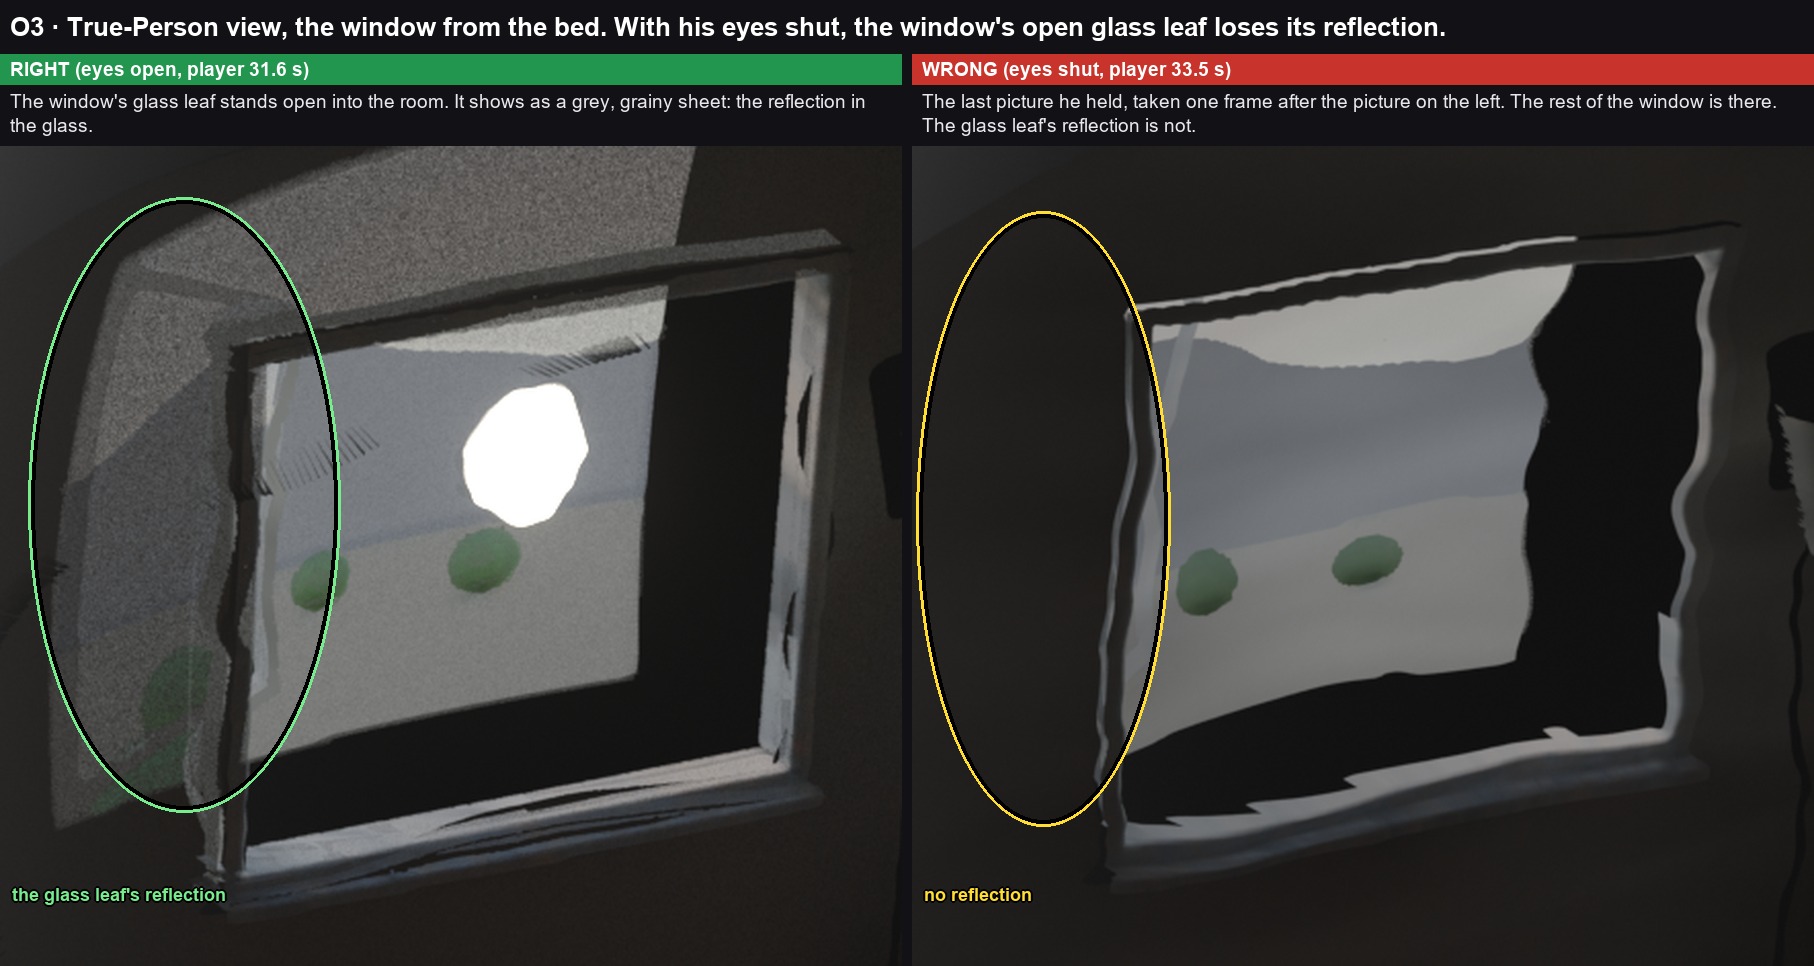 O3 · True-Person view, the window from the bed. With his eyes shut, the window's open glass leaf loses its reflection.
RIGHT (eyes open, player 31.6 s)
The window's glass leaf stands open into the room. It shows as a grey, grainy sheet: the reflection in
the glass.
the glass leaf's reflection
WRONG (eyes shut, player 33.5 s)
The last picture he held, taken one frame after the picture on the left. The rest of the window is there.
The glass leaf's reflection is not.
no reflection